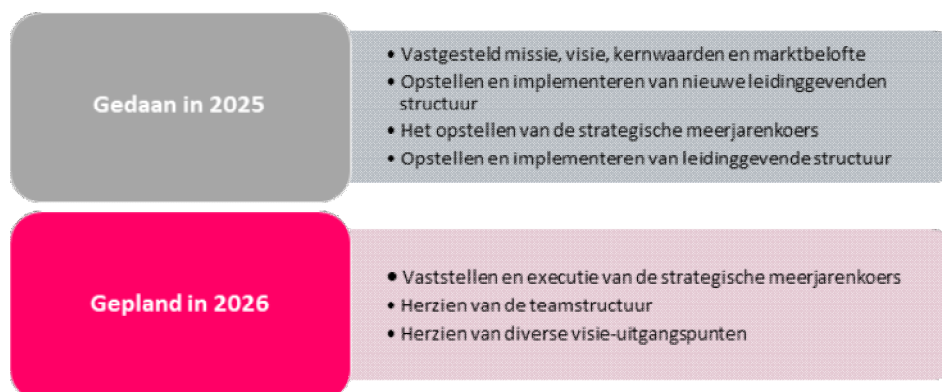 Gedaan in 2025
• Vastgesteld missie, visie, kernwaarden en marktbelofte
• Opstellen en implementeren van nieuwe leidinggevenden
structuur
• Het opstellen van de strategische meerjarenkoers
• Opstellen en implementeren van leidinggevende structuur
Gepland in 2026
• Vaststellen en executie van de strategische meerjarenkoers
• Herzien van de teamstructuur
• Herzien van diverse visie-uitgangspunten